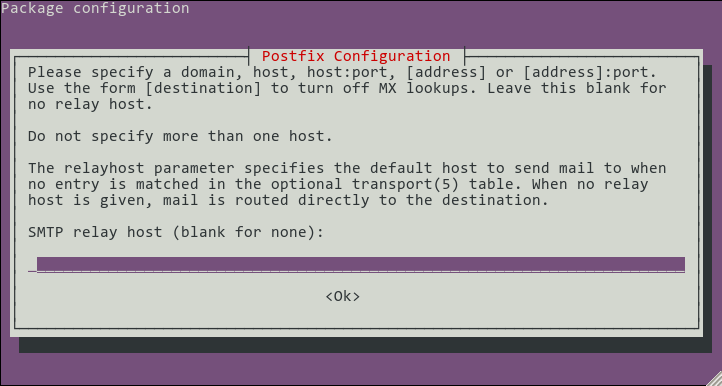 Package configuration
Postfix Configuration
Please specify a domain, host, host:port, [address] or [address]:port.
Use the form [destination] to turn off MX lookups. Leave this blank for
no relay host.
Do not specify more than one host.
The relayhost parameter specifies the default host to send mail to when
no entry is matched in the optional transport(5) table. When no relay
host is given, mail is routed directly to the destination.
SMTP relay host (blank for none):
<Ok>